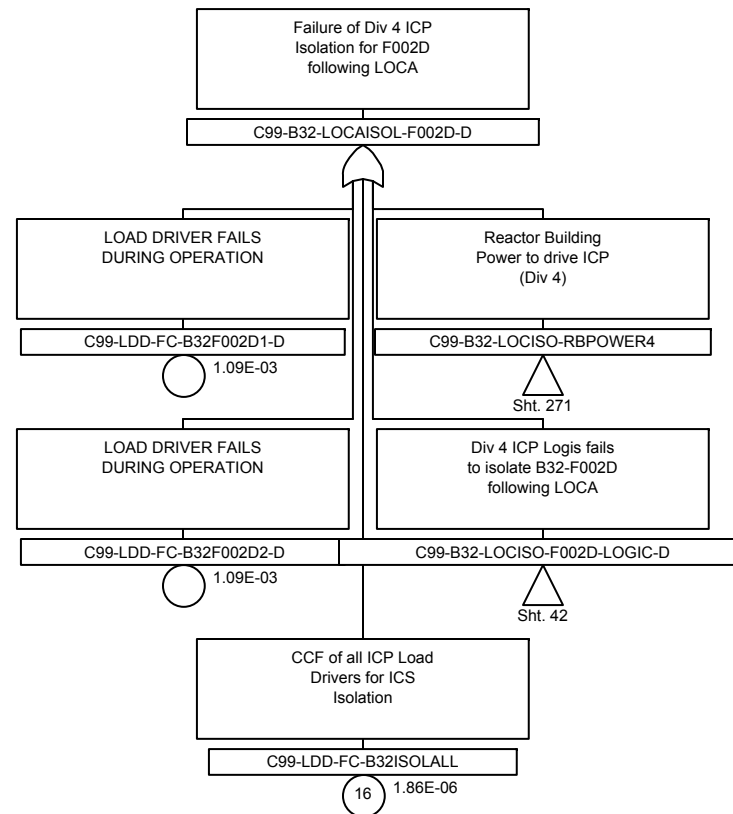 Failure of Div 4 ICP
Isolation for F002D
following LOCA
C99-B32-LOCAISOL-F002D-D
LOAD DRIVER FAILS
DURING OPERATION
C99-LDD-FC-B32F002D1-D
1.09E-03
Reactor Building
Power to drive ICP
(Div 4)
C99-B32-LOCISO-RBPOWER4
Sht. 271
LOAD DRIVER FAILS
DURING OPERATION
C99-LDD-FC-B32F002D2-D
1.09E-03
Div 4 ICP Logis fails
to isolate B32-F002D
following LOCA
C99-B32-LOCISO-F002D-LOGIC-D
Sht. 42
CCF of all ICP Load
Drivers for ICS
Isolation
C99-LDD-FC-B32ISOLALL
16
1.86E-06